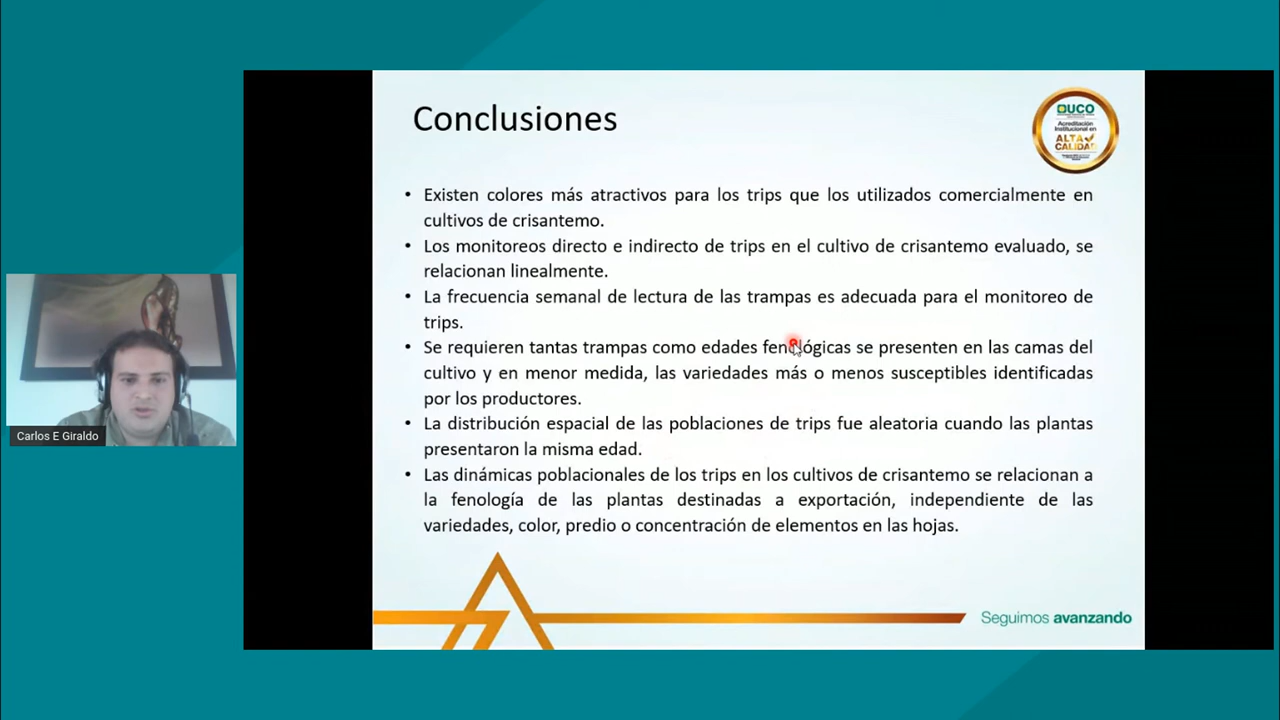 Conclusiones
UCO
Acreditación
Institucional en
ALTA
CALIDAD
• Existen colores más atractivos para los trips que los utilizados comercialmente en
cultivos de crisantemo.
• Los monitoreos directo e indirecto de trips en el cultivo de crisantemo evaluado, se
relacionan linealmente.
• La frecuencia semanal de lectura de las trampas es adecuada para el monitoreo de
trips.
• Se requieren tantas trampas como edades fenológicas se presenten en las camas del
cultivo y en menor medida, las variedades más o menos susceptibles identificadas
por los productores.
• La distribución espacial de las poblaciones de trips fue aleatoria cuando las plantas
presentaron la misma edad.
• Las dinámicas poblacionales de los trips en los cultivos de crisantemo se relacionan a
la fenología de las plantas destinadas a exportación, independiente de las
variedades, color, predio o concentración de elementos en las hojas.
Carlos E Giraldo
Seguimos avanzando